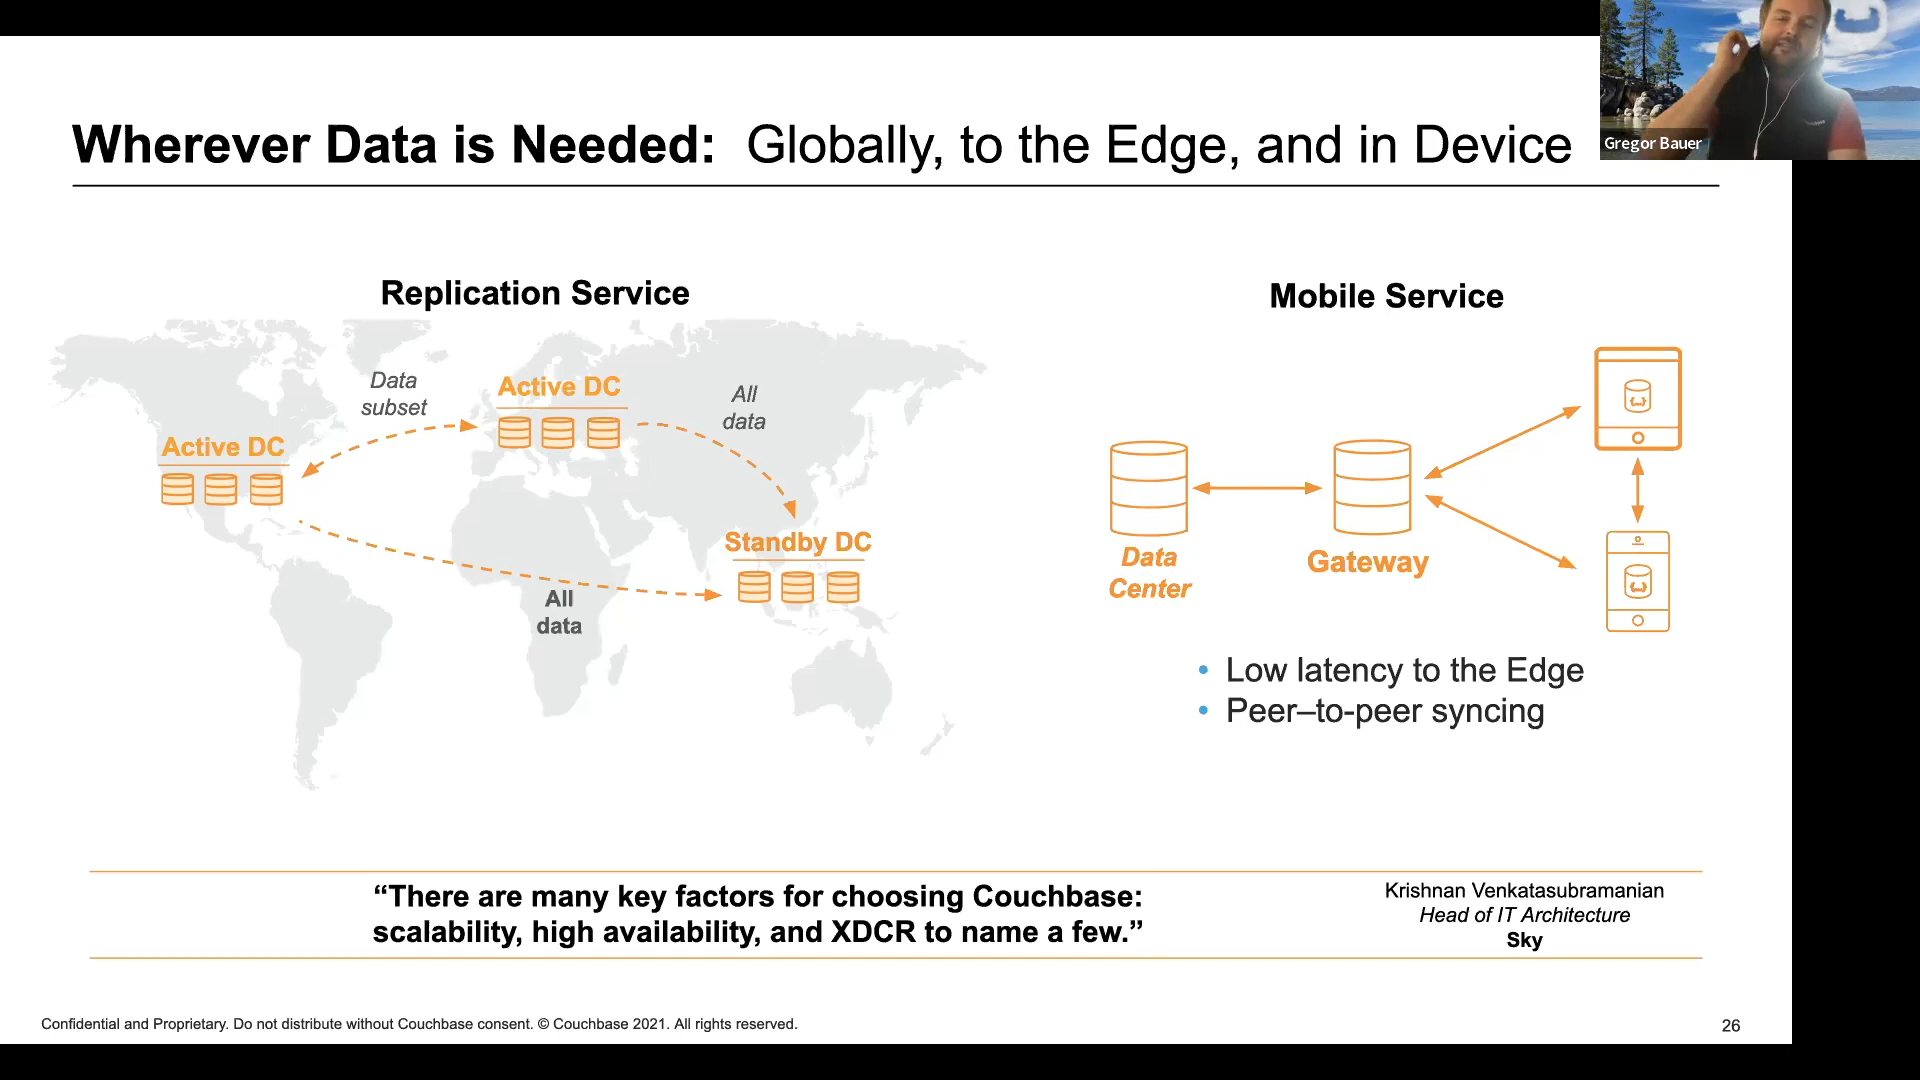 Wherever Data is Needed: Globally, to the Edge, and in Device
Gregor Bauer
Replication Service
Data
subset
Active DC
All
data
Active DC
Standby DC
All
data
Mobile Service
Data
Center
Gateway
• Low latency to the Edge
• Peer–to-peer syncing
“There are many key factors for choosing Couchbase:
scalability, high availability, and XDCR to name a few.”
Krishnan Venkatasubramanian
Head of IT Architecture
Sky
Confidential and Proprietary. Do not distribute without Couchbase consent. © Couchbase 2021. All rights reserved.
26